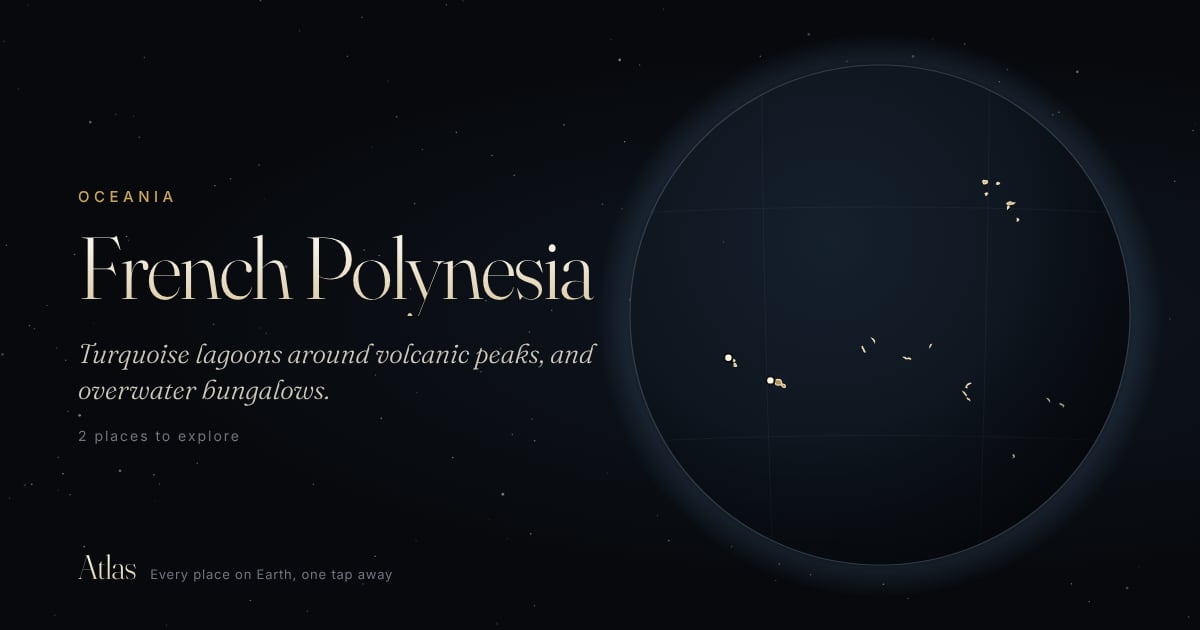 OCEANIA
French Polynesia
Turquoise lagoons around volcanic peaks, and
overwater bungalows.
2 places to explore
Atlas Every place on Earth, one tap away